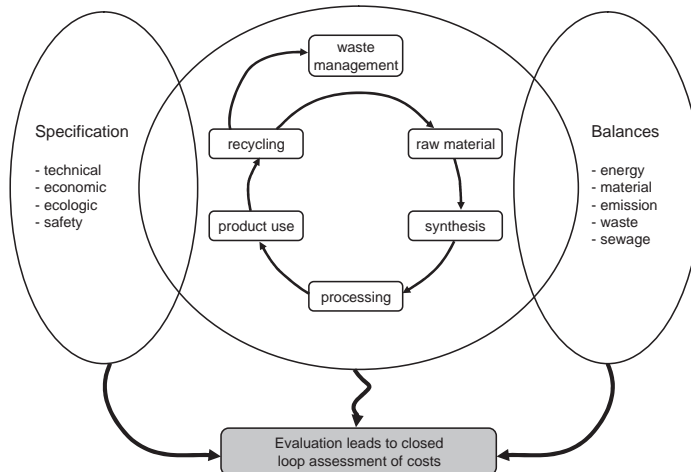 waste
management
Specification
- technical
- economic
- ecologic
- safety
recycling
raw material
product use
synthesis
processing
Balances
- energy
- material
- emission
- waste
- sewage
Evaluation leads to closed
loop assessment of costs